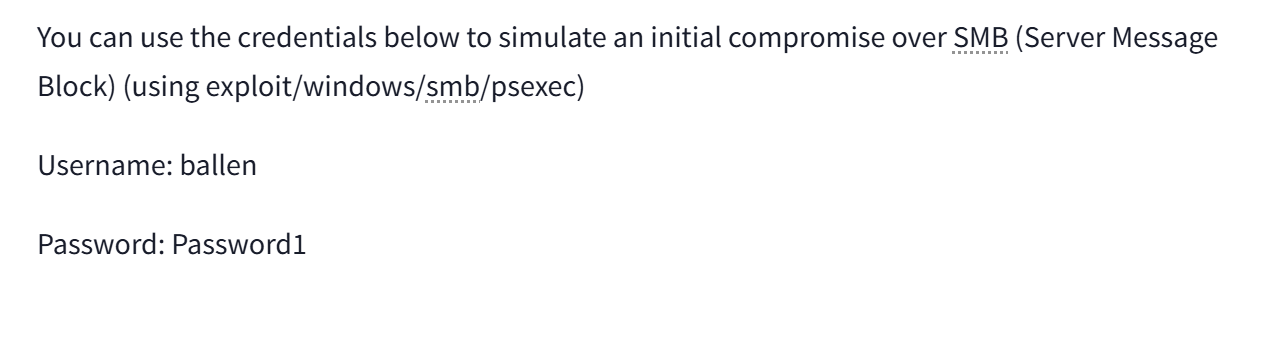 You can use the credentials below to simulate an initial compromise over SMB (Server Message
Block) (using exploit/windows/smb/psexec)
Username: ballen
Password: Password1